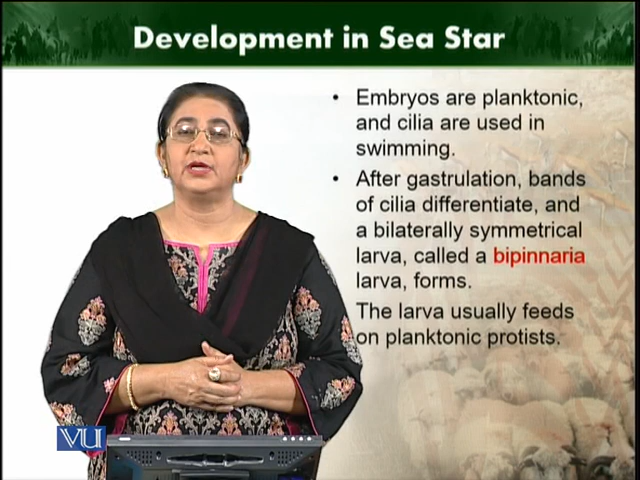 Development in Sea Star
• Embryos are planktonic,
and cilia are used in
swimming.
• After gastrulation, bands
of cilia differentiate, and
a bilaterally symmetrical
larva, called a bipinnaria
larva, forms.
The larva usually feeds
on planktonic protists.
VU